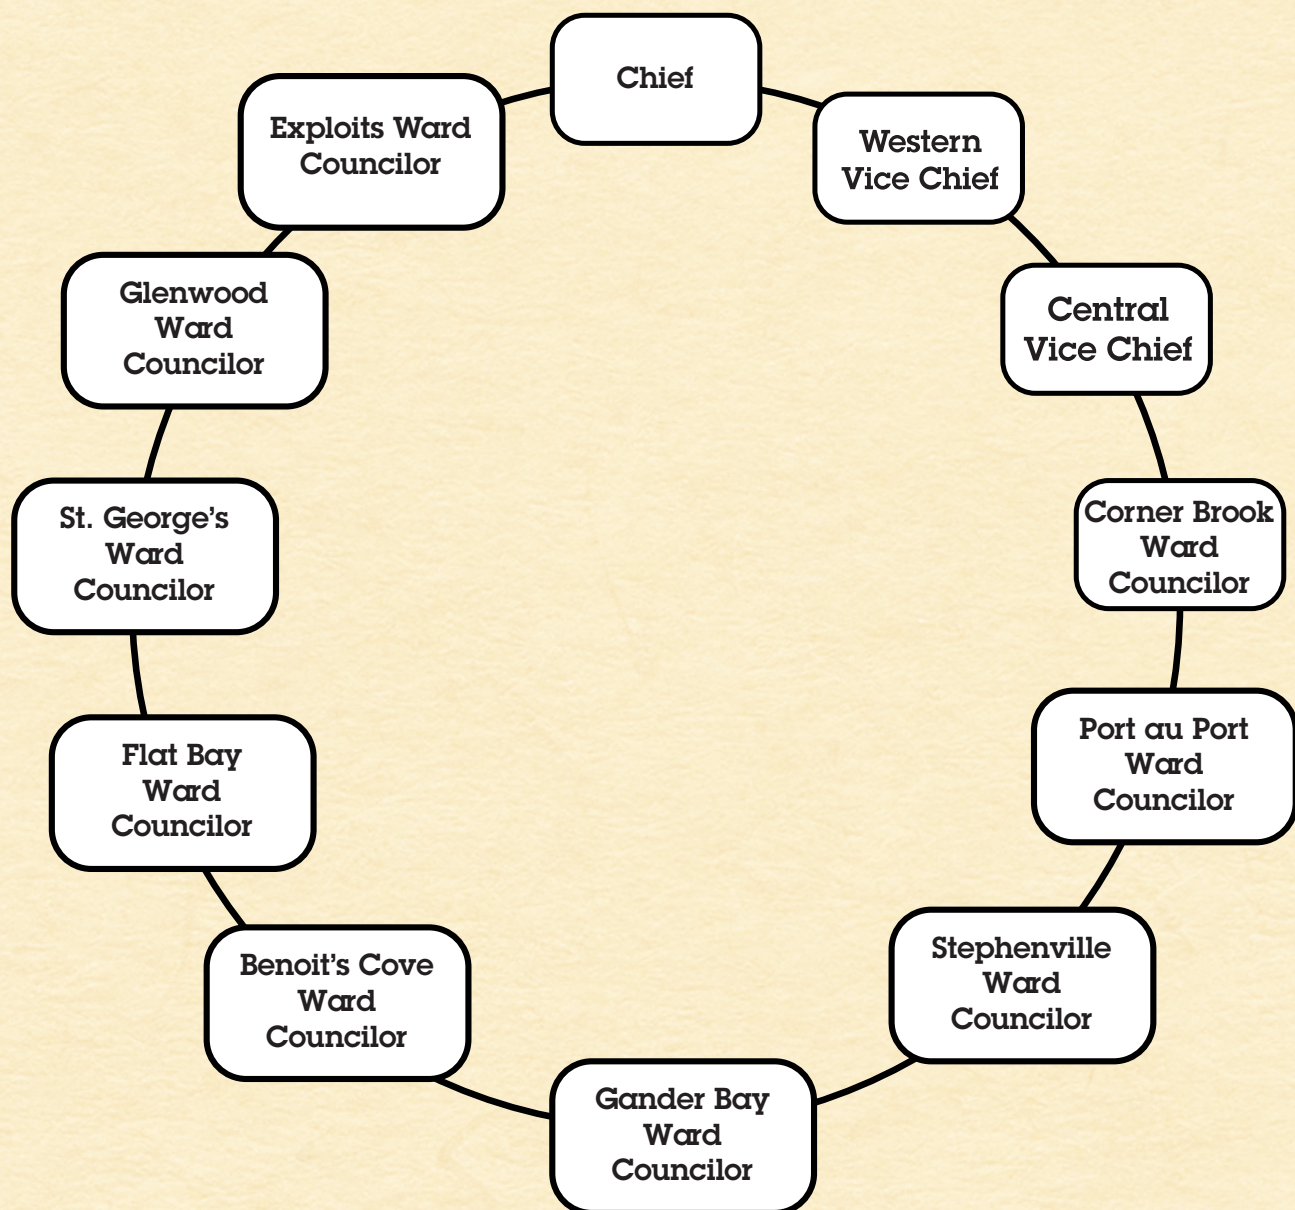 Chief
Western
Vice Chief
Central
Vice Chief
Corner Brook
Ward
Councilor
Port au Port
Ward
Councilor
Stephenville
Ward
Councilor
Gander Bay
Ward
Councilor
Benoit's Cove
Ward
Councilor
Flat Bay
Ward
Councilor
St. George’s
Ward
Councilor
Glenwood
Ward
Councilor
Exploits Ward
Councilor